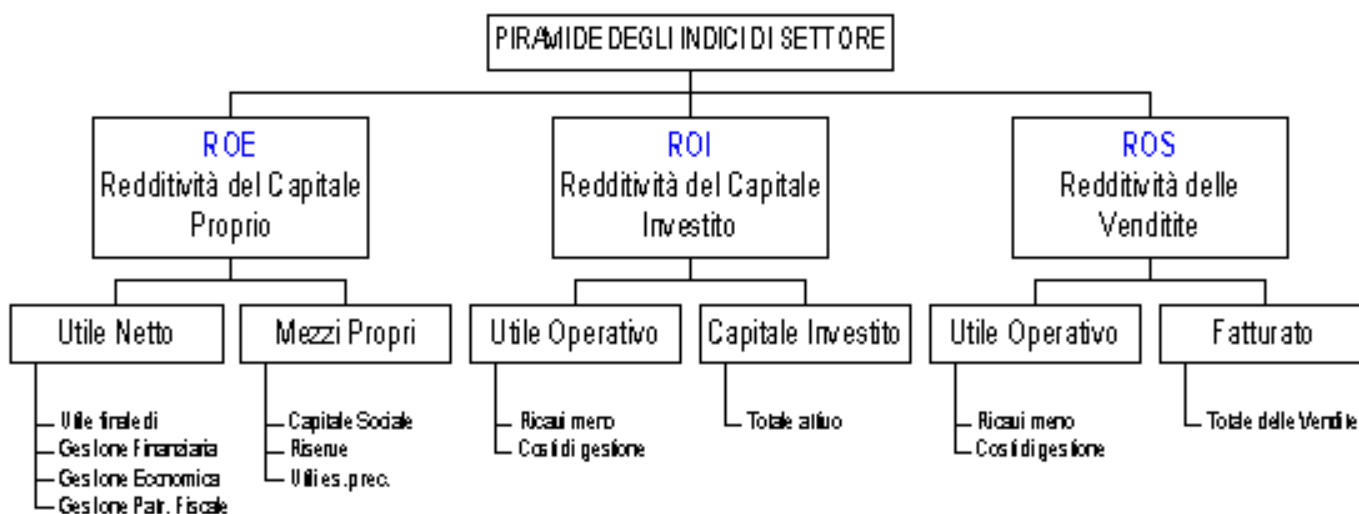 PIRAMIDE DEGLI INDICI DI SETTORE
ROE
Redditività del Capitale
Proprio
ROI
Redditività del Capitale
Investito
ROS
Redditività delle
Venditite
Utile Netto
Mezzi Propri
Utile Operativo
Capitale Investito
Utile Operativo
Fatturato
Utile finale di
Gestione Finanziaria
Gestione Economica
Gestione Patr. Fiscale
Capitale Sociale
Riserve
Utili es. prec.
Ricavi meno
Costi di gestione
Totale attivo
Ricavi meno
Costi di gestione
Totale delle Vendite